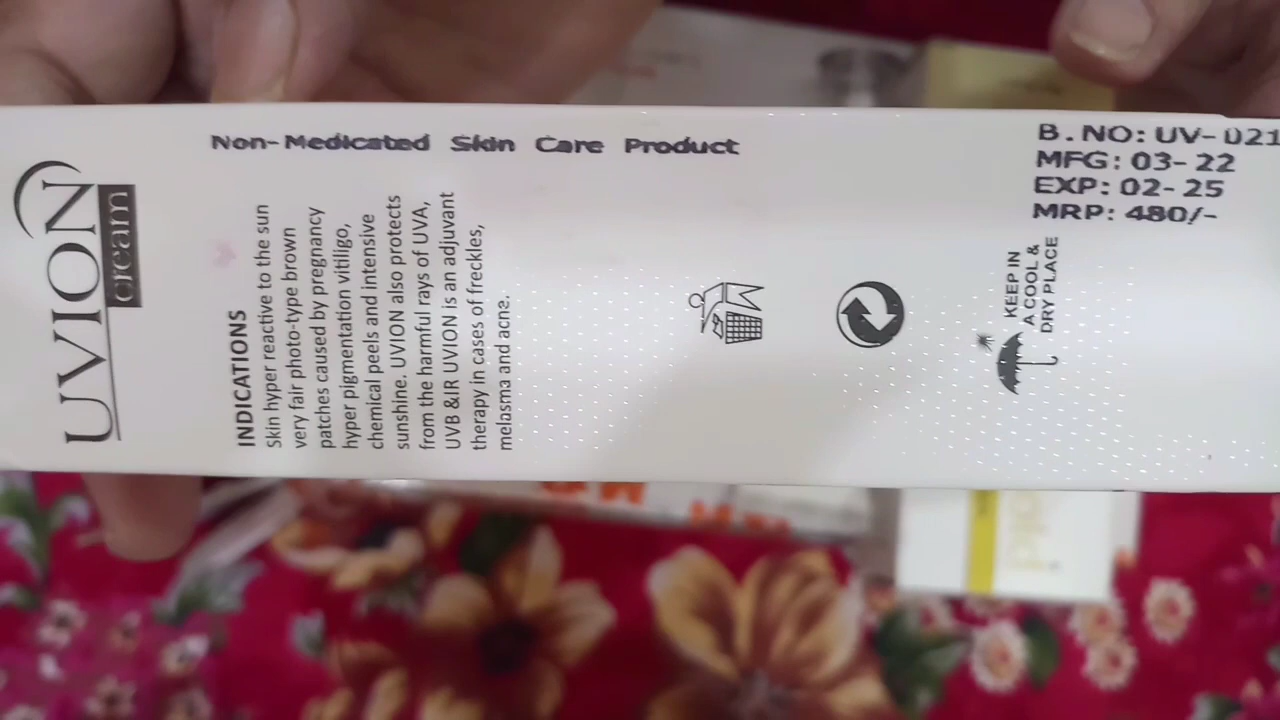 UVION
cream
Non-Medicated Skin Care Product
INDICATIONS
Skin hyper reactive to the sun
very fair photo-type brown
patches caused by pregnancy
hyper pigmentation vitiligo,
chemical peels and intensive
sunshine. UVION also protects
from the harmful rays of UVA,
UVB &IR UVION is an adjuvant
therapy in cases of freckles,
melasma and acne.
B.NO: UV-021
MFG: 03-22
EXP: 02-25
MRP: 480/-
KEEP IN
A COOL &
DRY PLACE